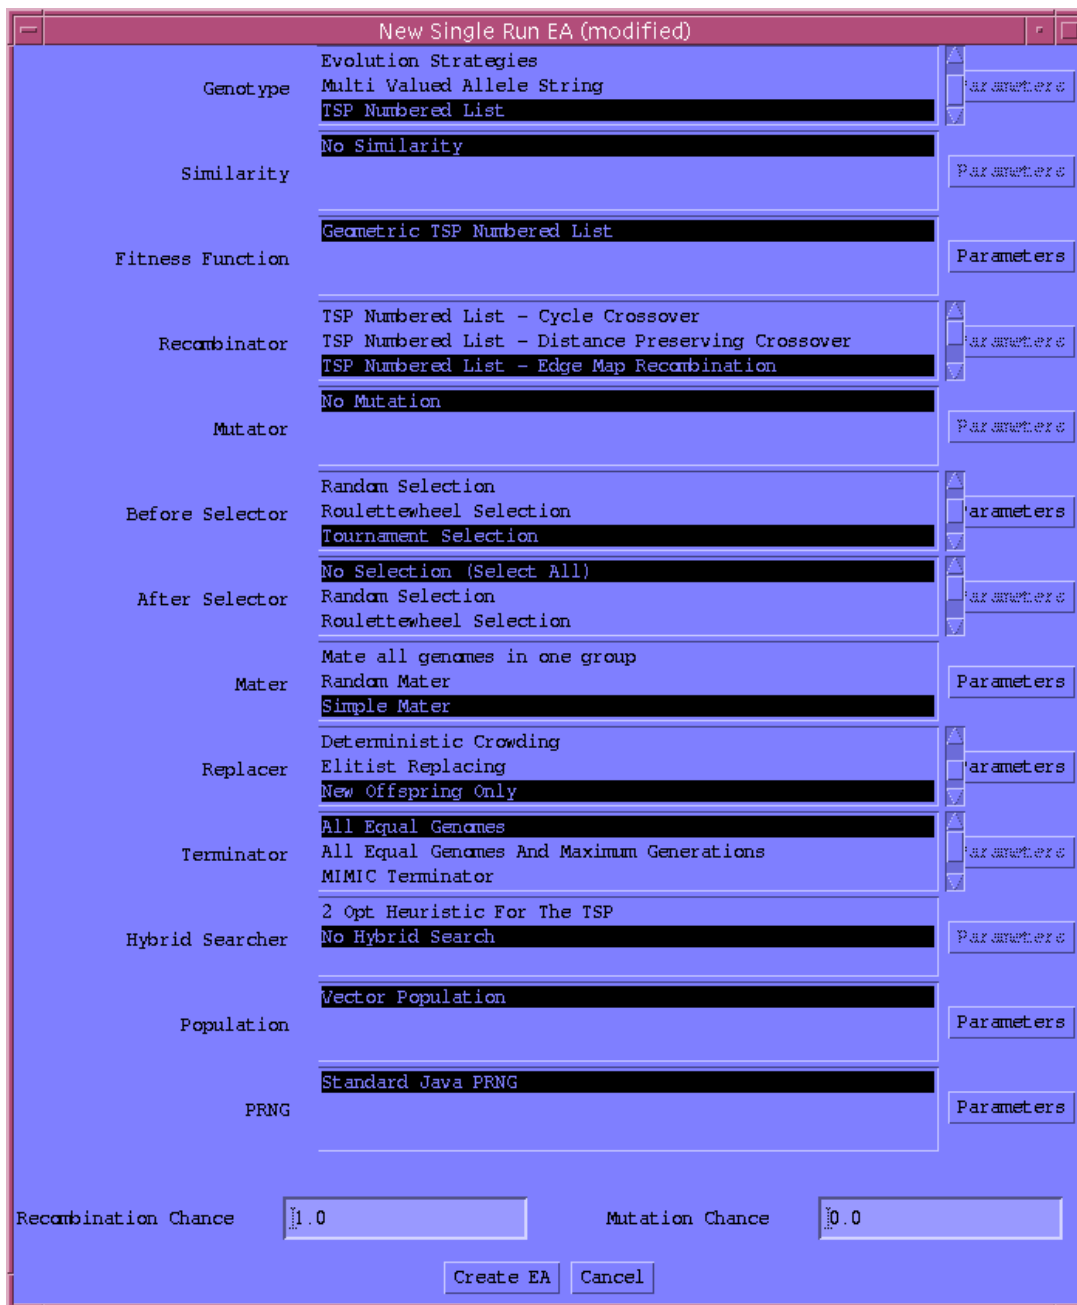 New Single Run EA (modified)
Evolution Strategies
Genotype Multi Valued Allele String Parameters
TSP Numbered List
No Similarity
Similarity Parameters
Geometric TSP Numbered List
Fitness Function Parameters
TSP Numbered List - Cycle Crossover
Recombinator TSP Numbered List - Distance Preserving Crossover Parameters
TSP Numbered List - Edge Map Recombination
No Mutation
Mutator Parameters
Random Selection
Before Selector Roulettewheel Selection Parameters
Tournament Selection
No Selection (Select All)
After Selector Random Selection Parameters
Roulettewheel Selection
Mate all genomes in one group
Mater Random Mater Parameters
Simple Mater
Deterministic Crowding
Replacer Elitist Replacing Parameters
New Offspring Only
All Equal Genomes
Terminator All Equal Genomes And Maximum Generations Parameters
MIMIC Terminator
2 Opt Heuristic For The TSP
Hybrid Searcher No Hybrid Search Parameters
Vector Population
Population Parameters
Standard Java PRNG
PRNG Parameters
Recombination Chance 1.0 Mutation Chance 0.0
Create EA Cancel